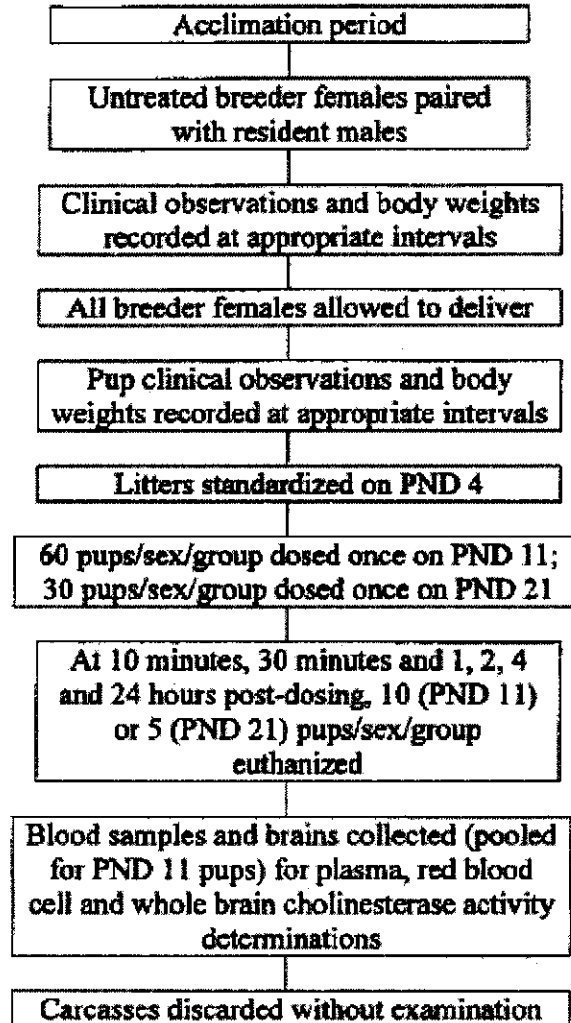 Acclimation period
Untreated breeder females paired
with resident males
Clinical observations and body weights
recorded at appropriate intervals
All breeder females allowed to deliver
Pup clinical observations and body
weights recorded at appropriate intervals
Litters standardized on PND 4
60 pups/sex/group dosed once on PND 11;
30 pups/sex/group dosed once on PND 21
At 10 minutes, 30 minutes and 1, 2, 4
and 24 hours post-dosing, 10 (PND 11)
or 5 (PND 21) pups/sex/group
euthanized
Blood samples and brains collected (pooled
for PND 11 pups) for plasma, red blood
cell and whole brain cholinesterase activity
determinations
Carcasses discarded without examination